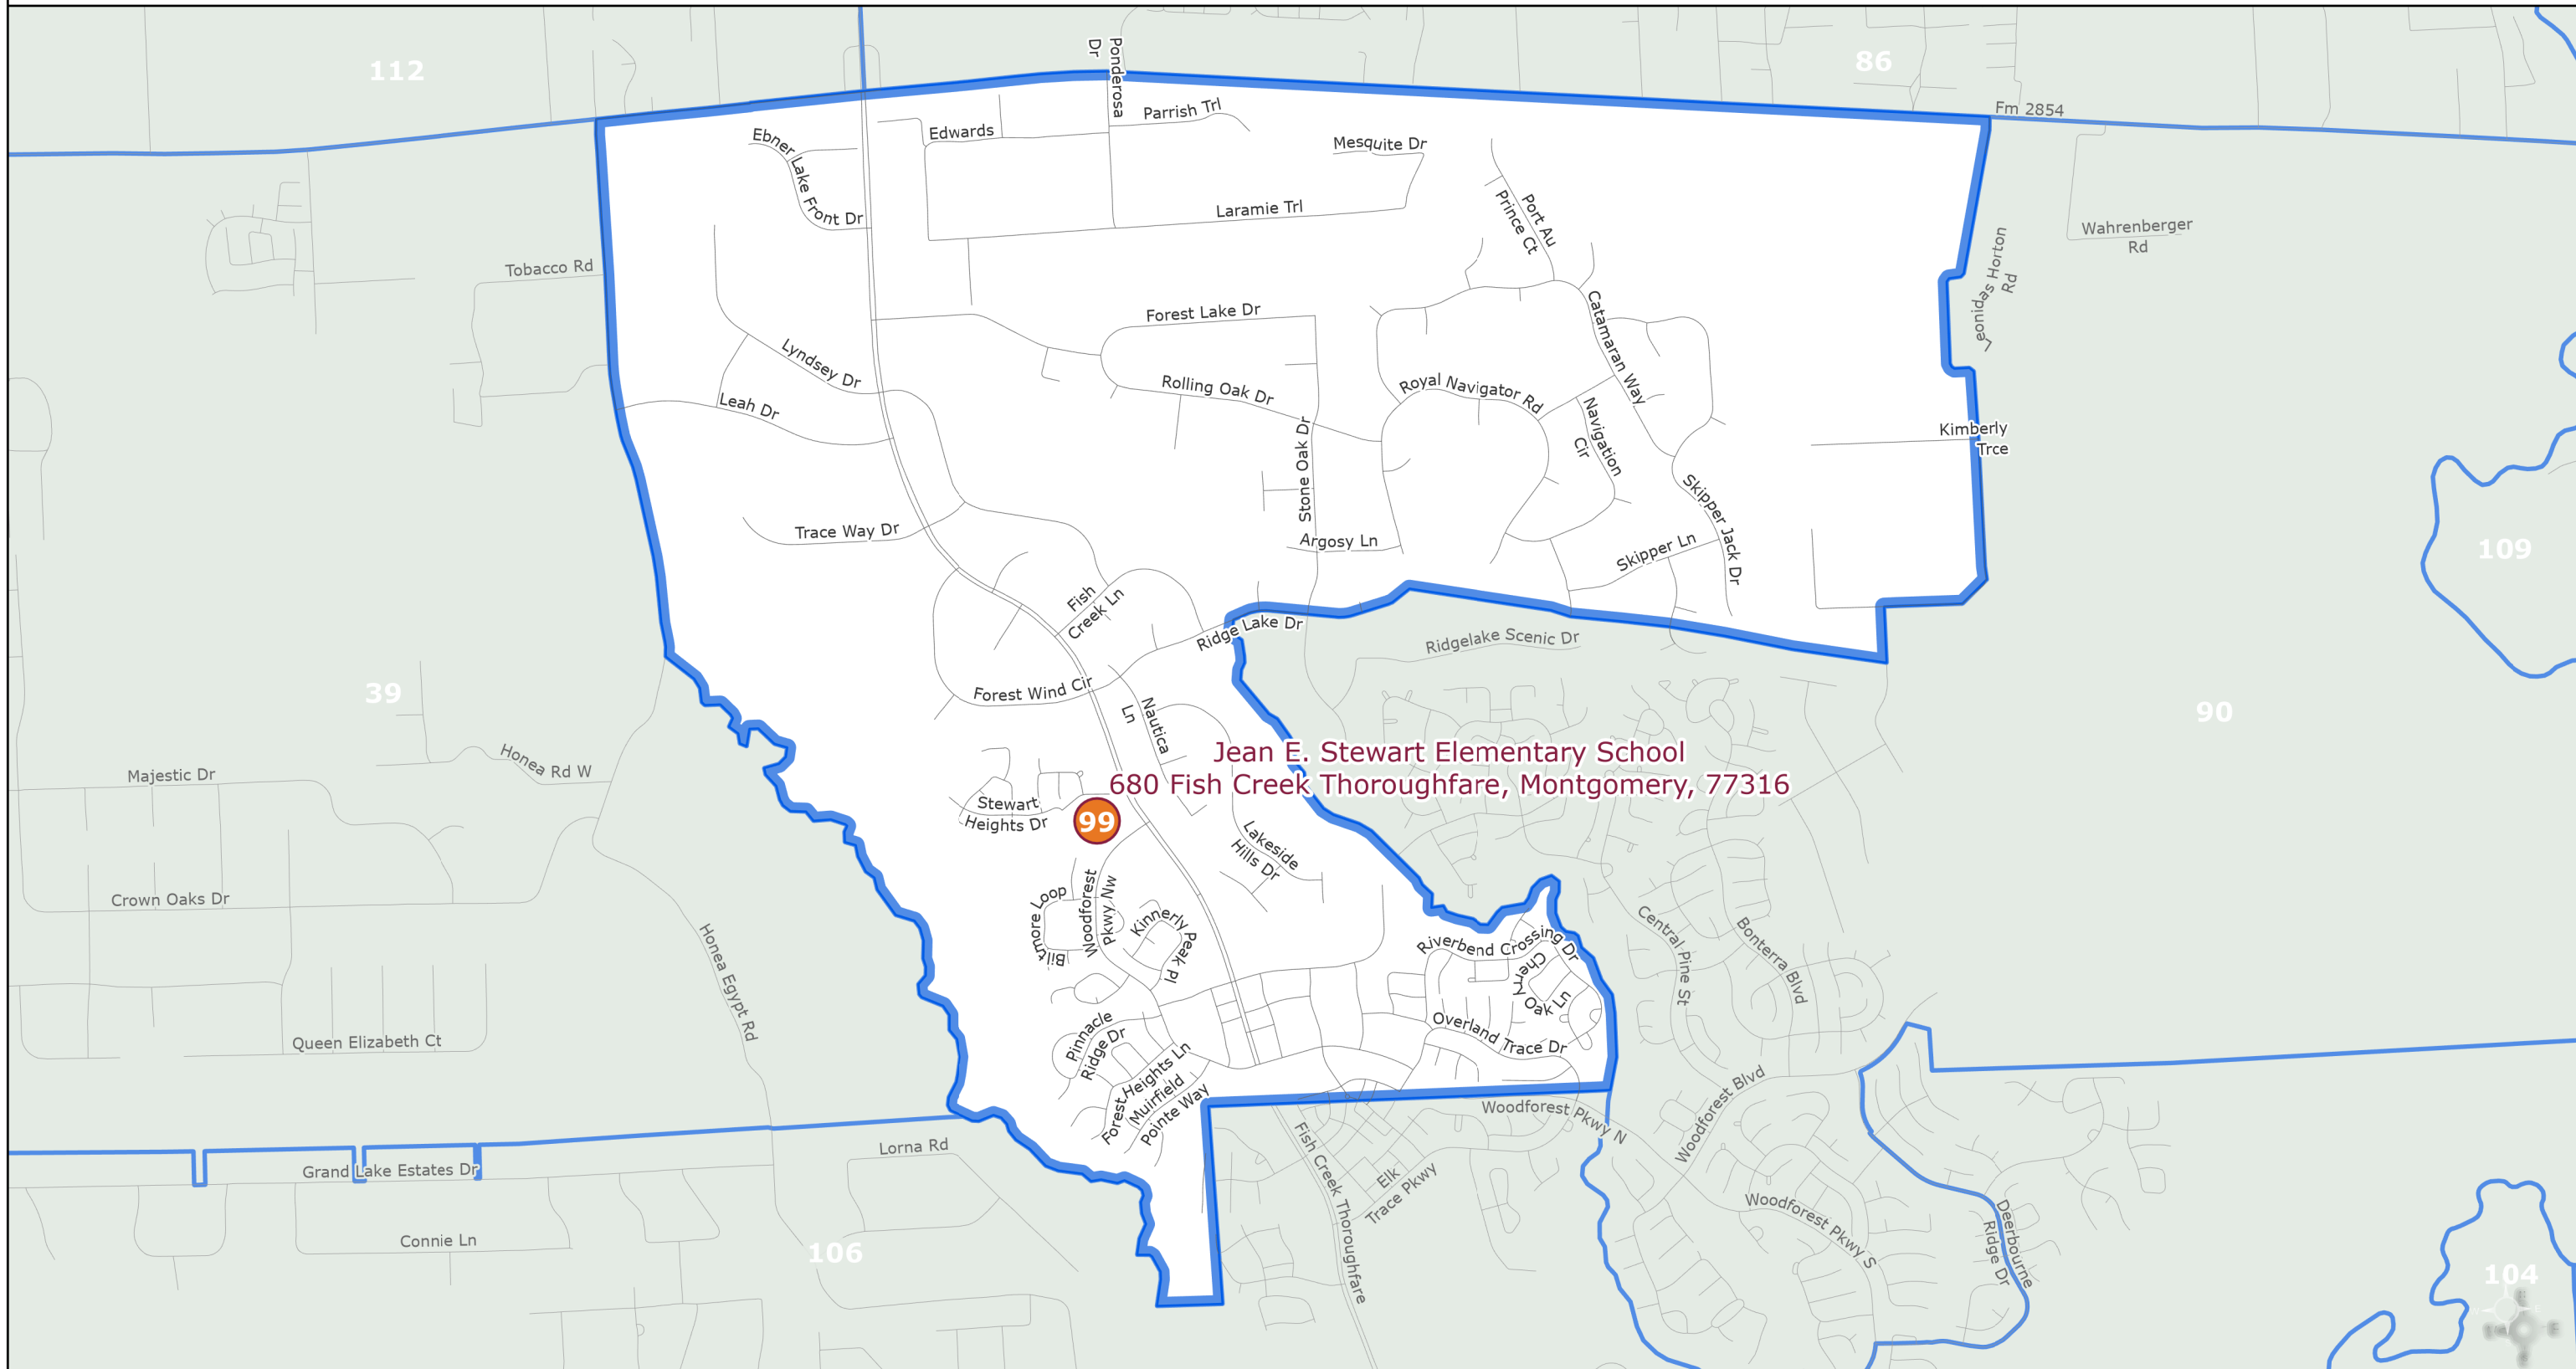 112
86
Ponderosa
Dr
Fm 2854
Parrish Trl
Edwards
Ebner Lake Front Dr
Mesquite Dr
Laramie Trl
Port Au
Prince Ct
Wahrenberger
Rd
Leonidas Horton
Rd
Tobacco Rd
Forest Lake Dr
Catamaran Way
Lyndsey Dr
Rolling Oak Dr
Royal Navigator Rd
Leah Dr
Navigation
Cir
Kimberly
Trce
Stone Oak Dr
Skipper Jack Dr
Trace Way Dr
Argosy Ln
Skipper Ln
109
Fish
Creek Ln
Ridge Lake Dr
Ridgelake Scenic Dr
39
Forest Wind Cir
Nautica
Ln
90
Jean E. Stewart Elementary School
680 Fish Creek Thoroughfare, Montgomery, 77316
Honea Rd W
Majestic Dr
Stewart
Heights Dr
99
Lakeside
Hills Dr
Crown Oaks Dr
Biltmore Loop
Woodforest
Pkwy Nw
Kinnerly
Peak Pl
Riverbend Crossing Dr
Cherry Oak Ln
Central Pine St
Bonterra Blvd
Honea Egypt Rd
Queen Elizabeth Ct
Pinnacle
Ridge Dr
Overland Trace Dr
Forest Heights Ln
Muirfield
Pointe Way
Woodforest Pkwy N
Woodforest Blvd
Lorna Rd
Grand Lake Estates Dr
Fish Creek Thoroughfare
Elk
Trace Pkwy
Woodforest Pkwy S
Deerbourne
Ridge Dr
Connie Ln
106
104